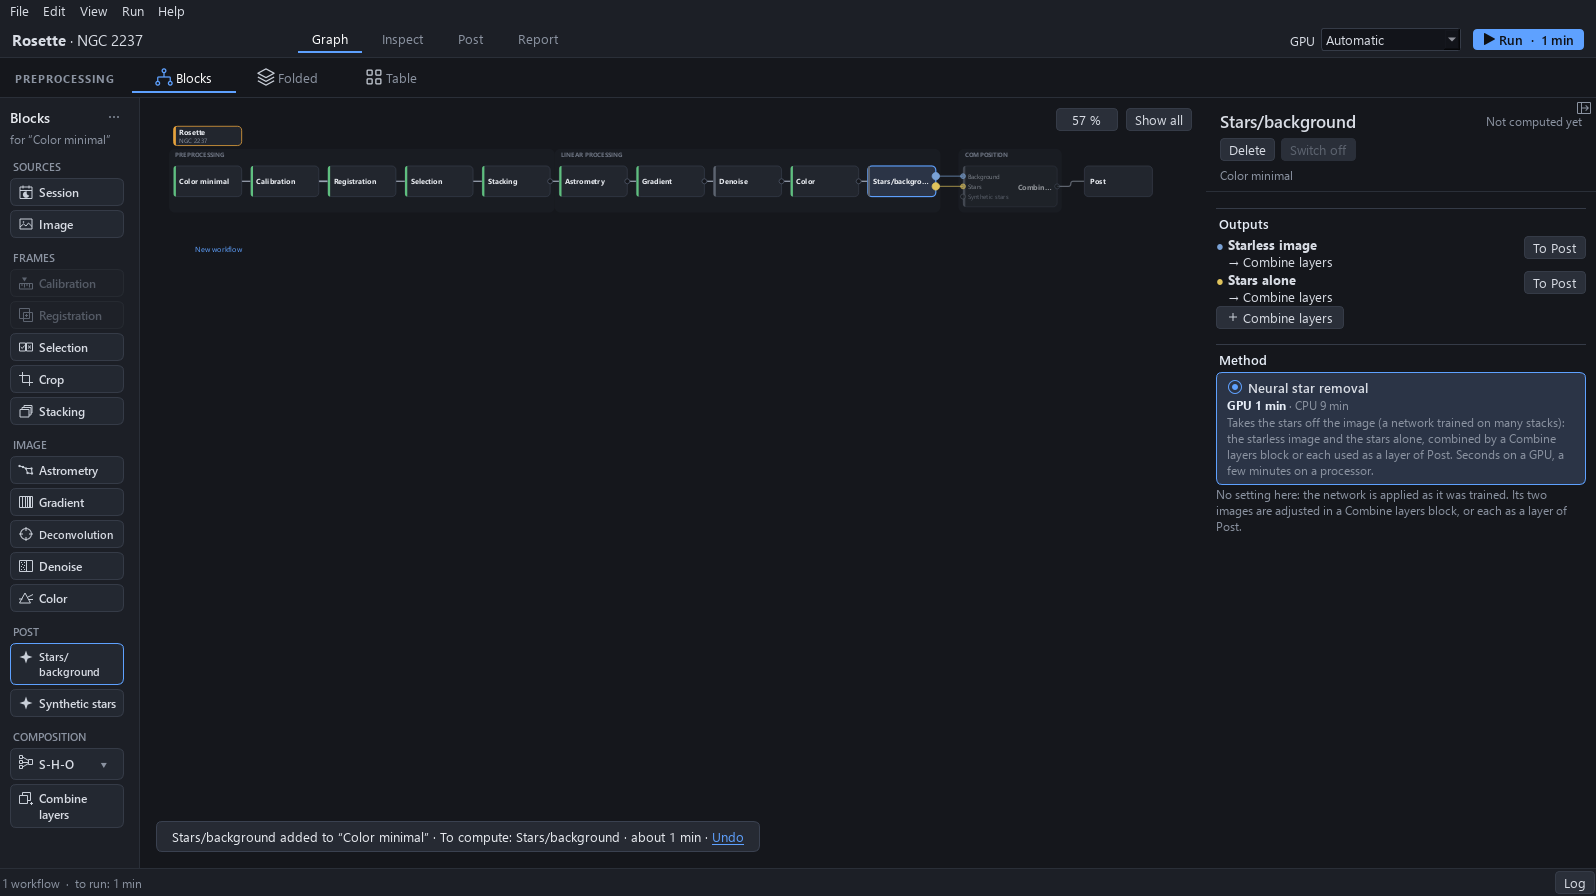 File Edit View Run Help
Rosette · NGC 2237
Graph Inspect Post Report
GPU Automatic
Run · 1 min
PREPROCESSING
Blocks Folded Table
Blocks ···
for “Color minimal”
SOURCES
Session
Image
FRAMES
Calibration
Registration
Selection
Crop
Stacking
IMAGE
Astrometry
Gradient
Deconvolution
Denoise
Color
POST
Stars/
background
Synthetic stars
COMPOSITION
S-H-O
Combine
layers
57 % Show all
Rosette
NGC 2237
PREPROCESSING
LINEAR PROCESSING
COMPOSITION
Color minimal
Calibration
Registration
Selection
Stacking
Astrometry
Gradient
Denoise
Color
Stars/backgro...
Background
Stars
Synthetic stars
Combin...
Post
New workflow
Stars/background added to “Color minimal” · To compute: Stars/background · about 1 min · Undo
Stars/background
Not computed yet
Delete Switch off
Color minimal
Outputs
Starless image
→ Combine layers
To Post
Stars alone
→ Combine layers
To Post
+ Combine layers
Method
Neural star removal
GPU 1 min · CPU 9 min
Takes the stars off the image (a network trained on many stacks):
the starless image and the stars alone, combined by a Combine
layers block or each used as a layer of Post. Seconds on a GPU, a
few minutes on a processor.
No setting here: the network is applied as it was trained. Its two
images are adjusted in a Combine layers block, or each as a layer of
Post.
1 workflow · to run: 1 min
Log